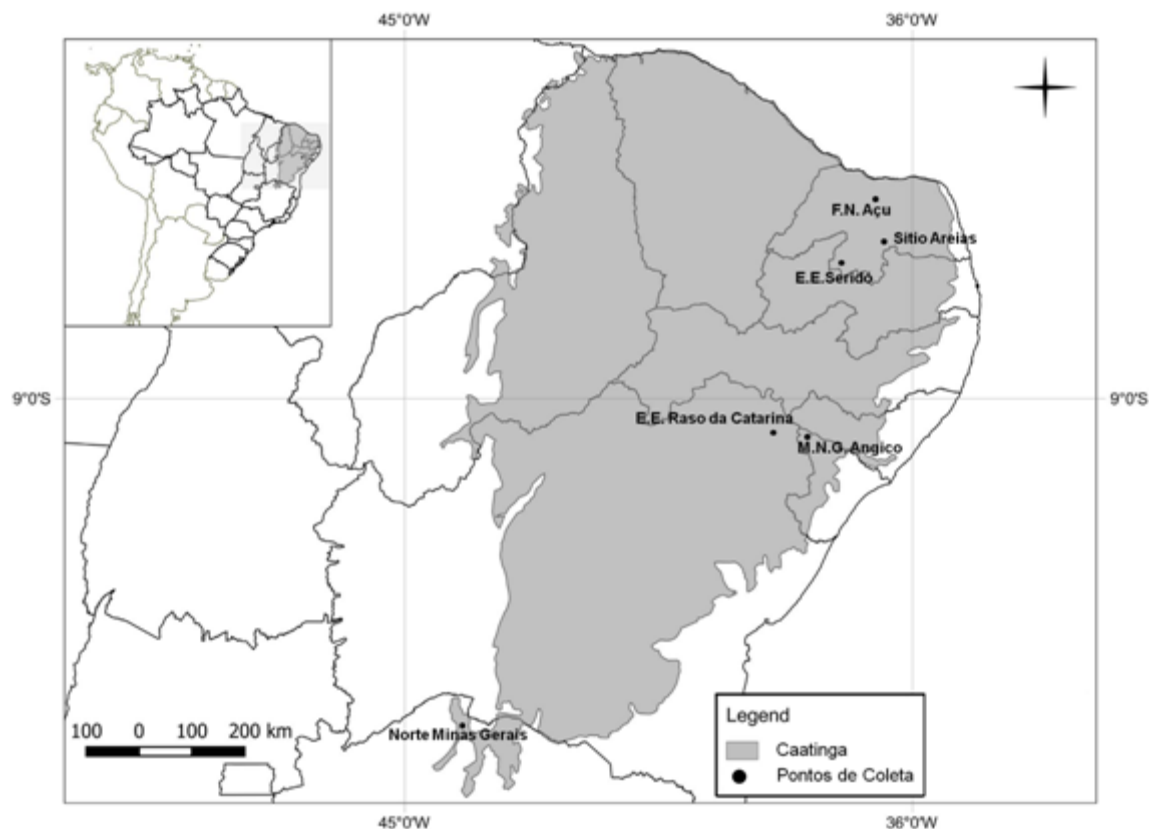 45°0'W 36°0'W
F.N. Açu
Sítio Areias
E.E.Seridó
9°0'S 9°0'S
E.E. Raso da Catarina
M.N.G.Angico
Legend
100 0 100 200 km
Norte Minas Gerais
Caatinga
Pontos de Coleta
45°0'W 36°0'W